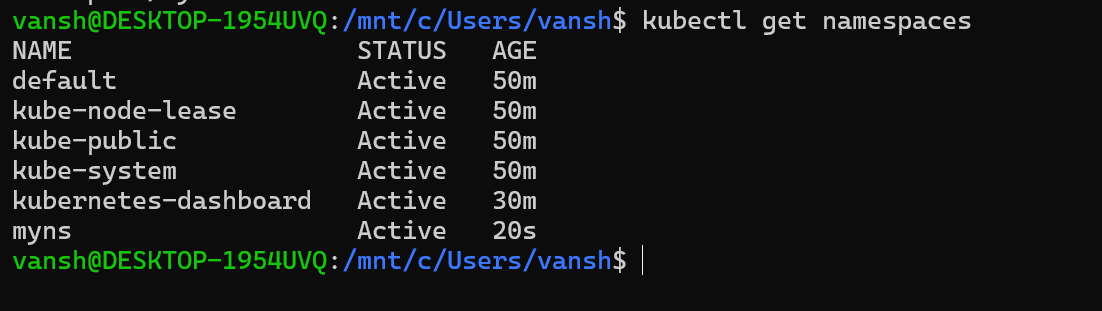 vansh@DESKTOP-1954UVQ:/mnt/c/Users/vansh$ kubectl get namespaces
NAME                   STATUS   AGE
default                Active   50m
kube-node-lease        Active   50m
kube-public            Active   50m
kube-system            Active   50m
kubernetes-dashboard   Active   30m
myns                   Active   20s
vansh@DESKTOP-1954UVQ:/mnt/c/Users/vansh$